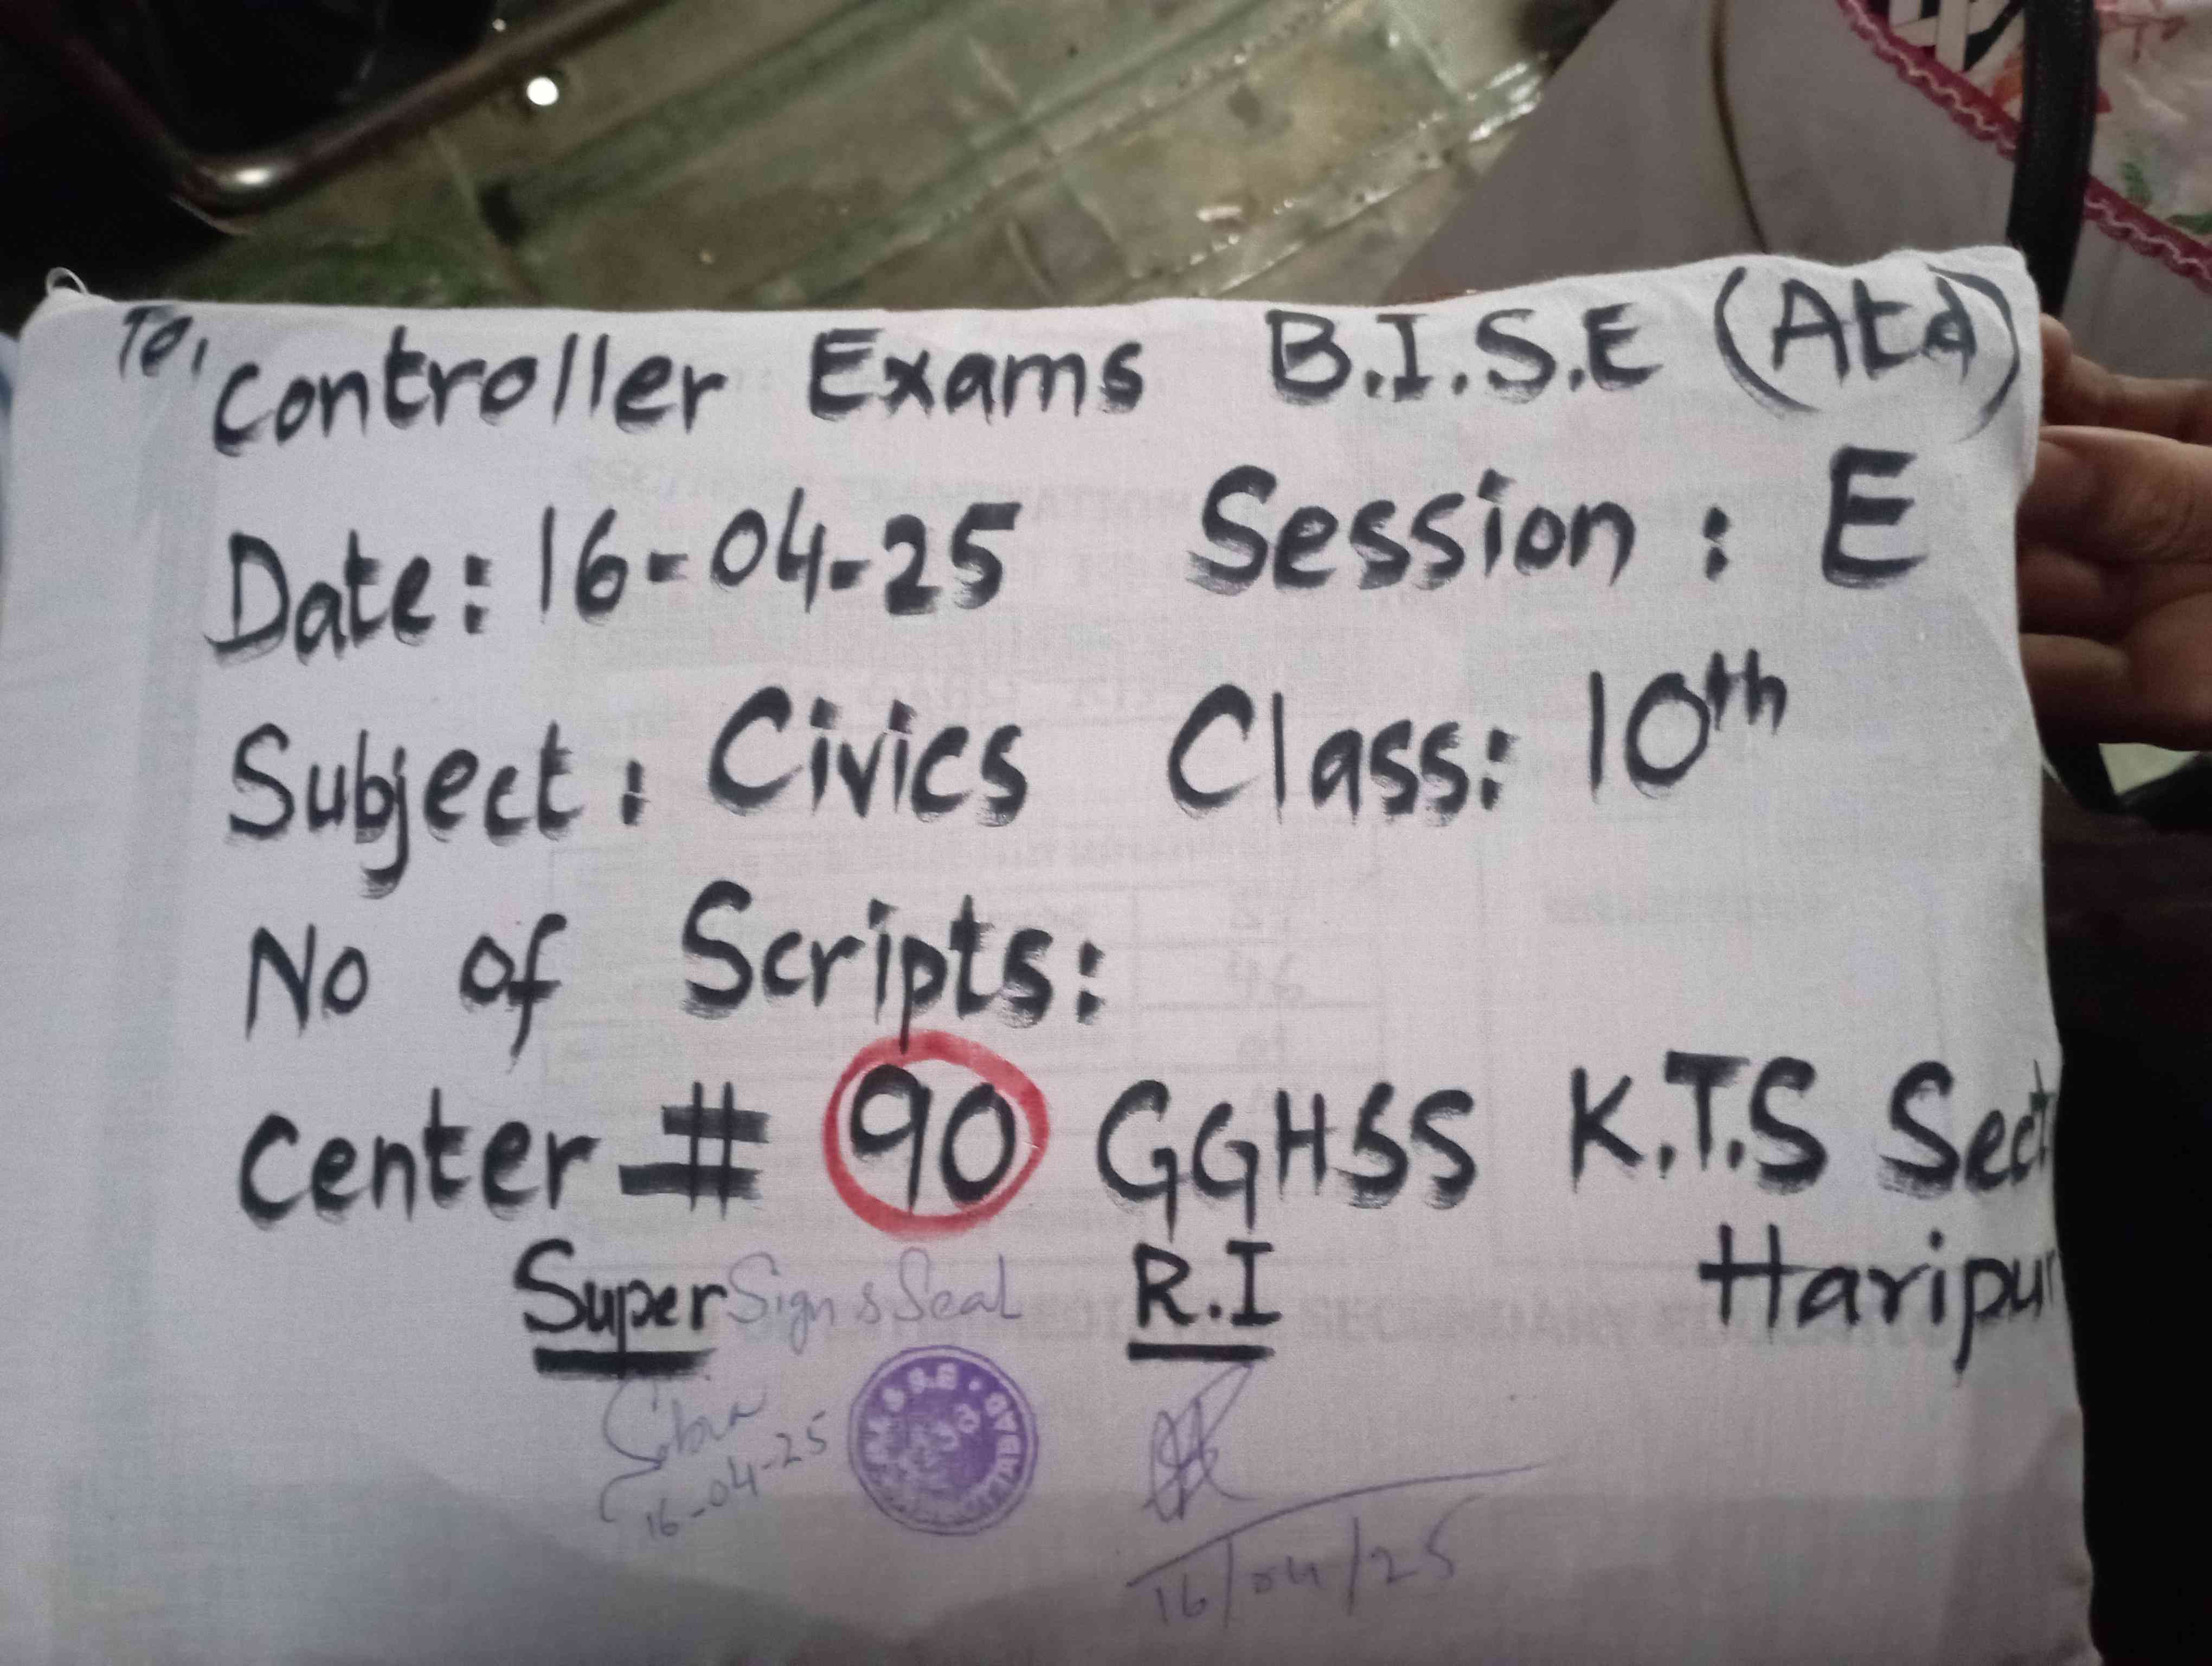 To,
Controller Exams B.I.S.E (Atd)
Date: 16-04-25 Session: E
Subject: Civics Class: 10th
No of Scripts:
Center # 90 GGHSS K.T.S Sect
Haripur
Super Sign & Seal R.I
16-04-25
16/04/25